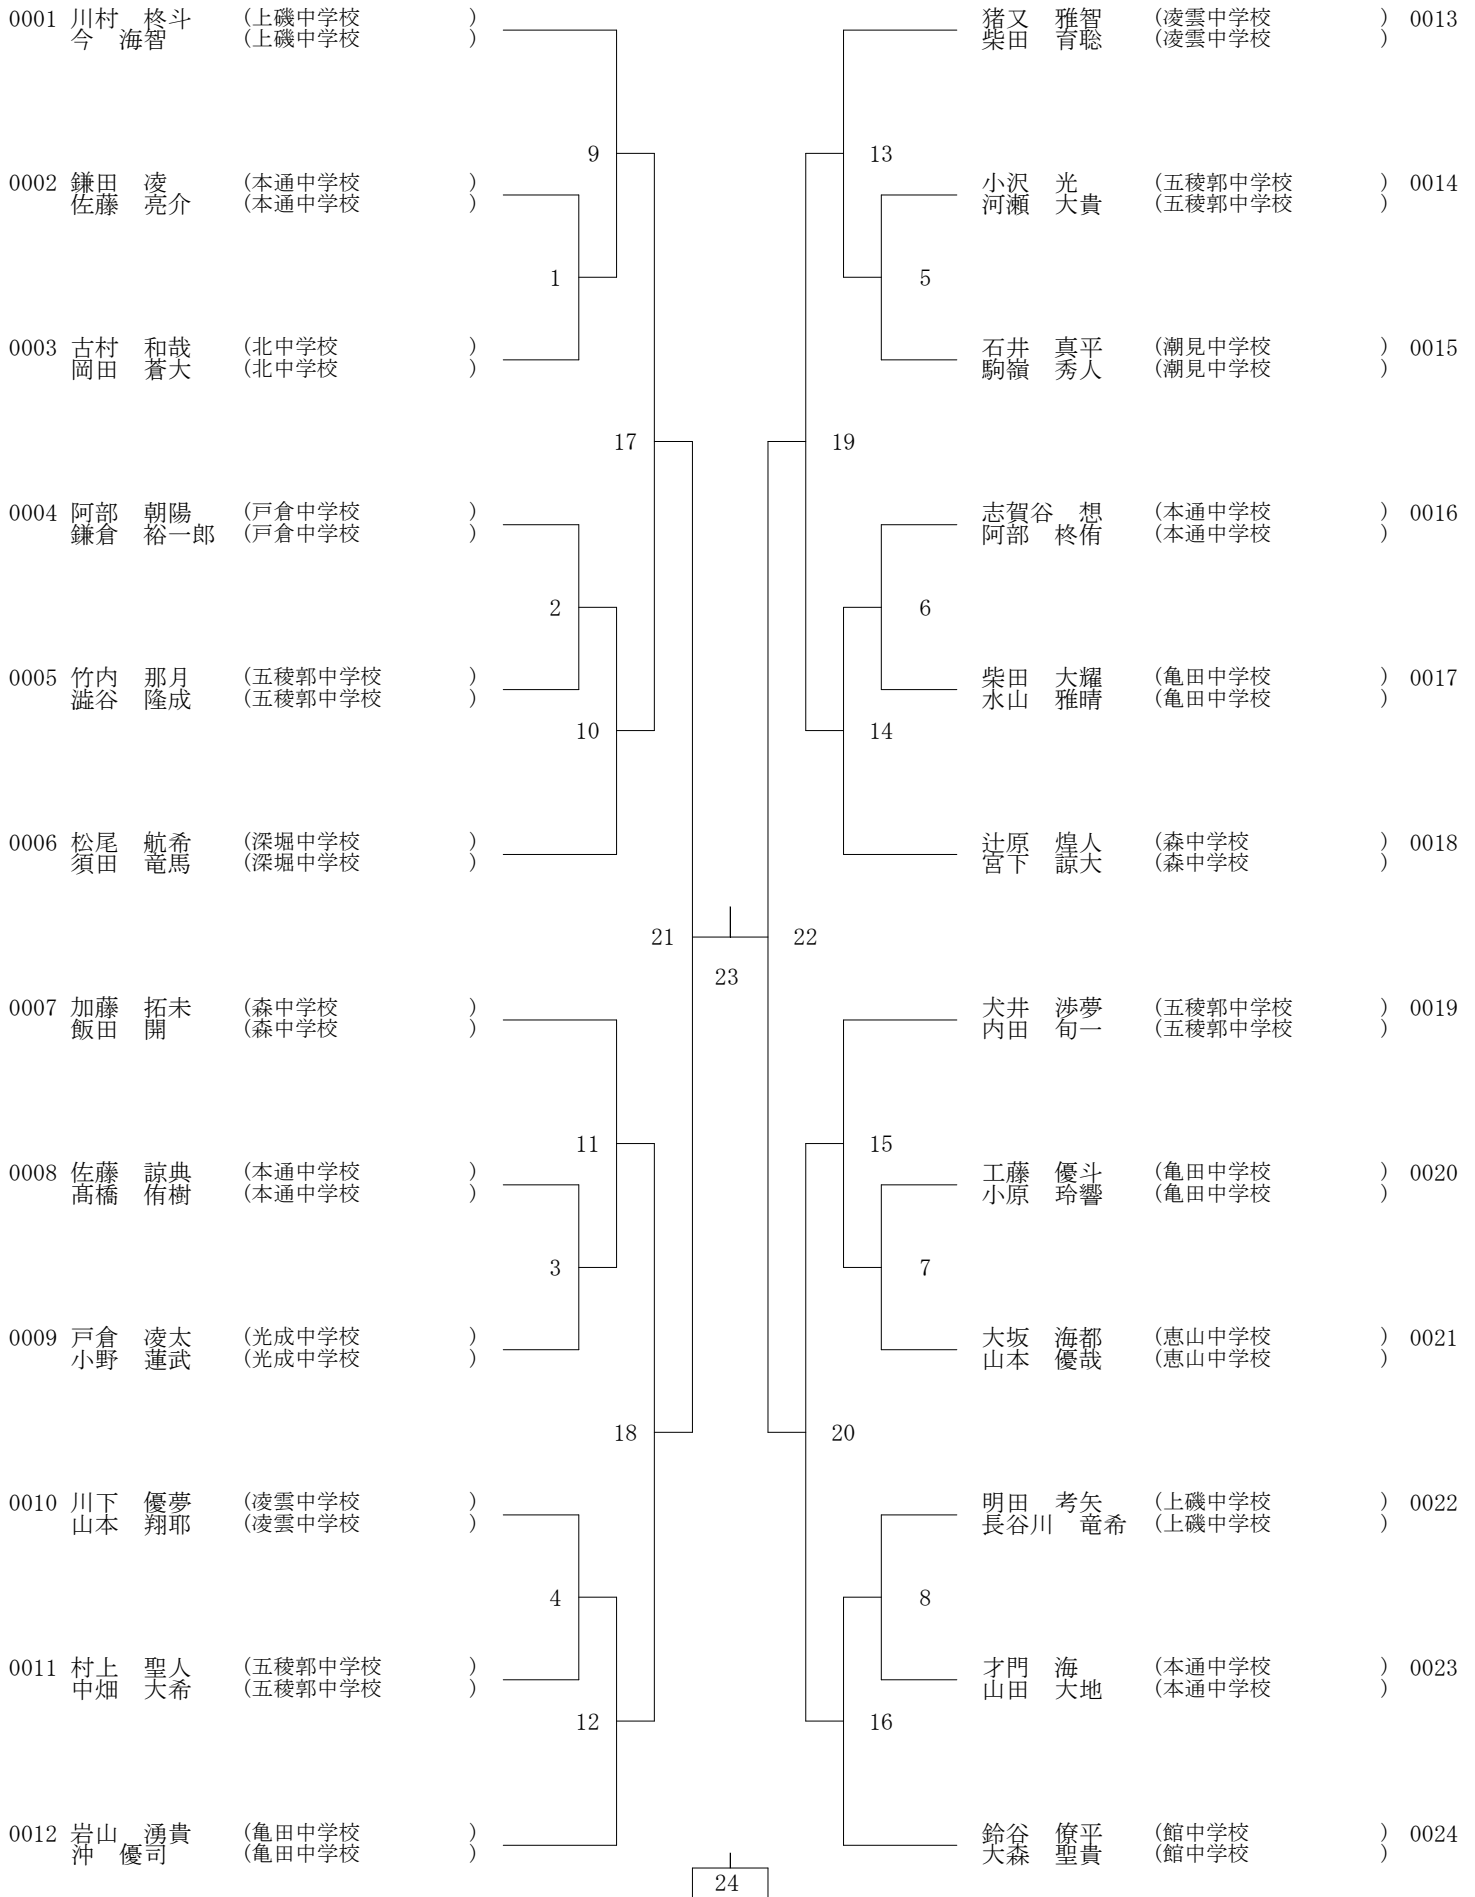 0001 川村　柊斗 (上磯中学校 )
今　海智 (上磯中学校 )
0002 鎌田　凌 (本通中学校 )
佐藤　亮介 (本通中学校 )
0003 古村　和哉 (北中学校 )
岡田　蒼大 (北中学校 )
0004 阿部　朝陽 (戸倉中学校 )
鎌倉　裕一郎 (戸倉中学校 )
0005 竹内　那月 (五稜郭中学校 )
澁谷　隆成 (五稜郭中学校 )
0006 松尾　航希 (深堀中学校 )
須田　竜馬 (深堀中学校 )
0007 加藤　拓未 (森中学校 )
飯田　開 (森中学校 )
0008 佐藤　諒典 (本通中学校 )
髙橋　侑樹 (本通中学校 )
0009 戸倉　凌太 (光成中学校 )
小野　蓮武 (光成中学校 )
0010 川下　優夢 (凌雲中学校 )
山本　翔耶 (凌雲中学校 )
0011 村上　聖人 (五稜郭中学校 )
中畑　大希 (五稜郭中学校 )
0012 岩山　湧貴 (亀田中学校 )
沖　優司 (亀田中学校 )
9
1
17
2
10
21
11
3
18
4
12
23
24
13
5
19
6
14
22
15
7
20
8
16
猪又　雅智 (凌雲中学校 ) 0013
柴田　育聡 (凌雲中学校 )
小沢　光 (五稜郭中学校 ) 0014
河瀬　大貴 (五稜郭中学校 )
石井　真平 (潮見中学校 ) 0015
駒嶺　秀人 (潮見中学校 )
志賀谷　想 (本通中学校 ) 0016
阿部　柊侑 (本通中学校 )
柴田　大耀 (亀田中学校 ) 0017
水山　雅晴 (亀田中学校 )
辻原　煌人 (森中学校 ) 0018
宮下　諒大 (森中学校 )
犬井　渉夢 (五稜郭中学校 ) 0019
内田　旬一 (五稜郭中学校 )
工藤　優斗 (亀田中学校 ) 0020
小原　玲響 (亀田中学校 )
大坂　海都 (恵山中学校 ) 0021
山本　優哉 (恵山中学校 )
明田　考矢 (上磯中学校 ) 0022
長谷川　竜希 (上磯中学校 )
才門　海 (本通中学校 ) 0023
山田　大地 (本通中学校 )
鈴谷　僚平 (館中学校 ) 0024
大森　聖貴 (館中学校 )